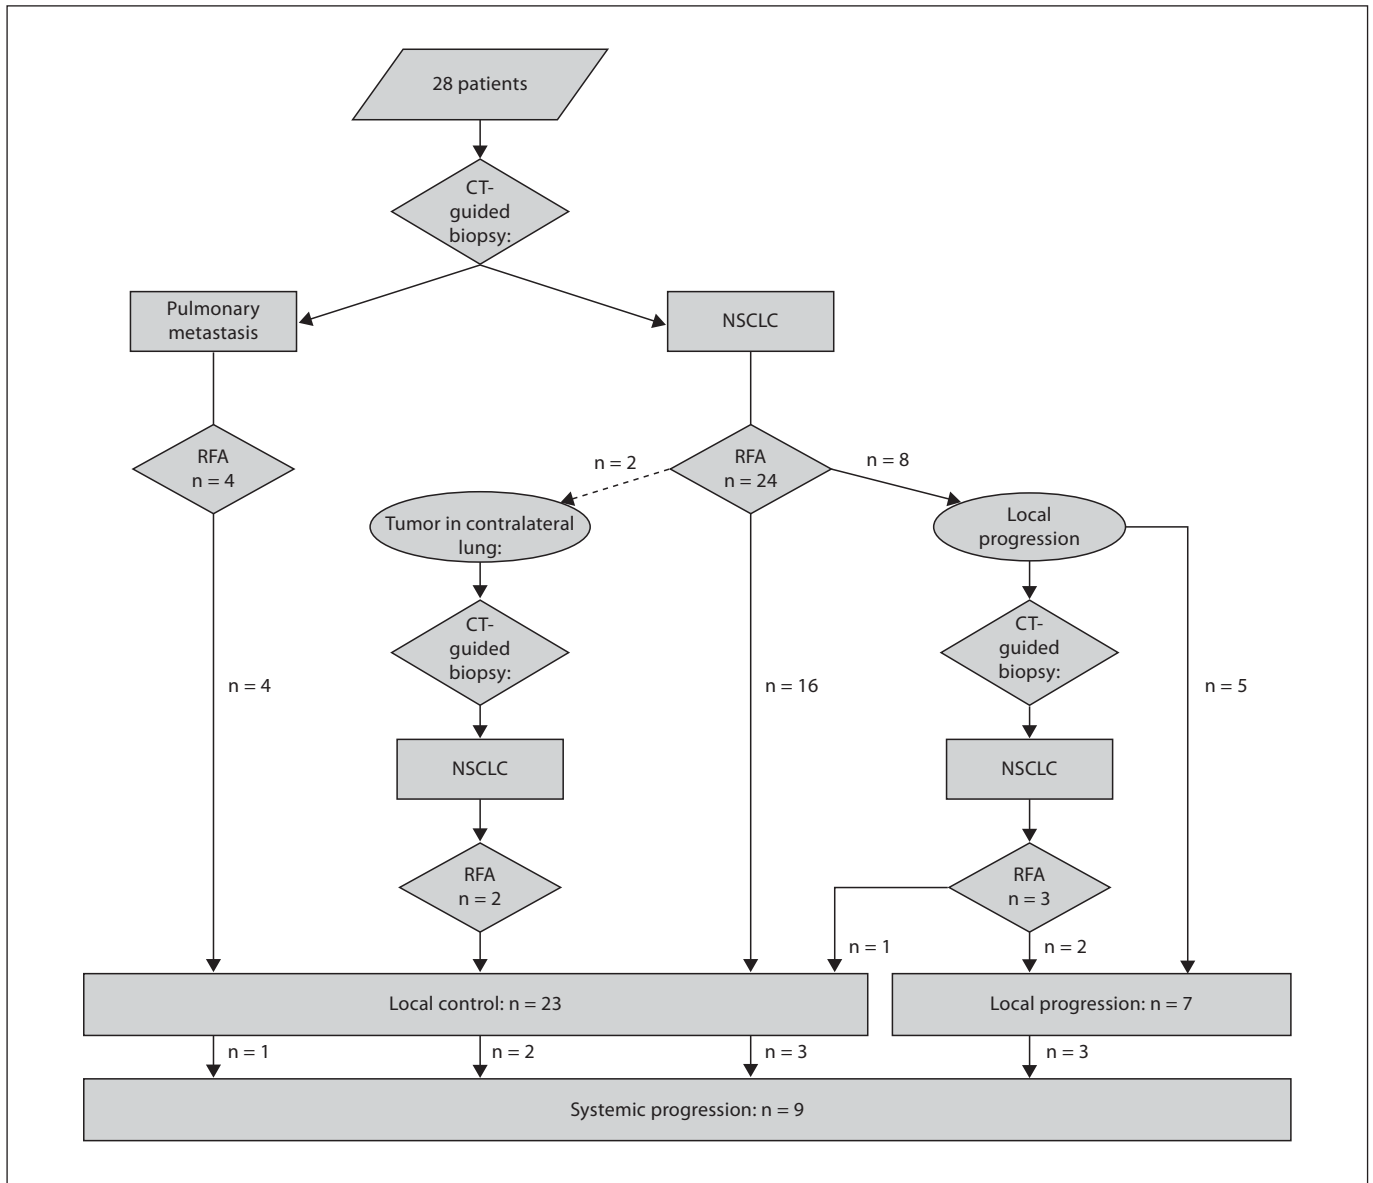 28 patients
CT-
guided
biopsy:
Pulmonary
metastasis
NSCLC
RFA
n = 4
n = 2
RFA
n = 24
n = 8
Tumor in contralateral
lung:
Local
progression
CT-
guided
biopsy:
CT-
guided
biopsy:
n = 4
n = 16
n = 5
NSCLC
NSCLC
RFA
n = 2
RFA
n = 3
n = 1
n = 2
Local control: n = 23
Local progression: n = 7
n = 1
n = 2
n = 3
n = 3
Systemic progression: n = 9